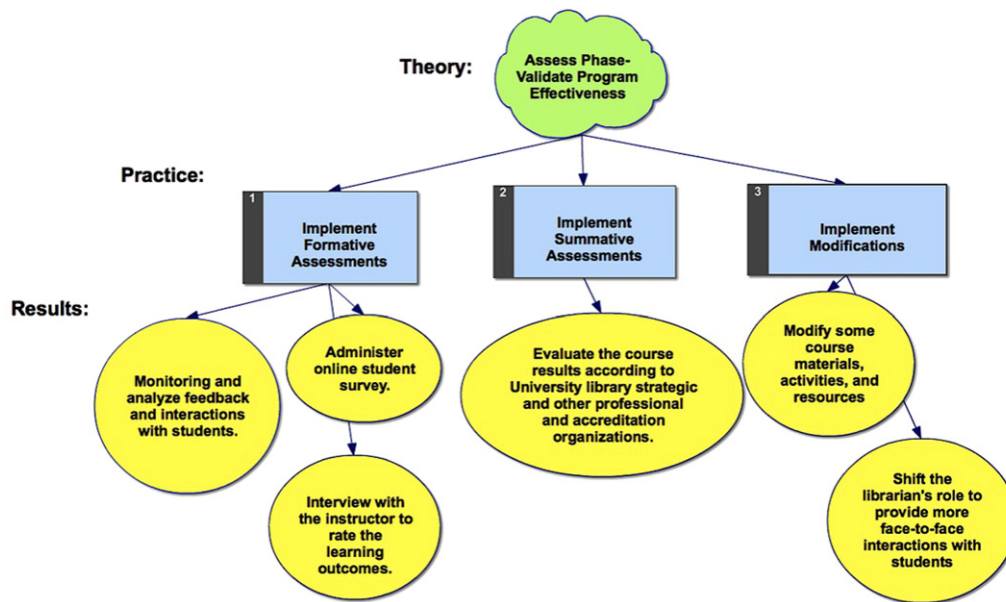 Theory:
Assess Phase-
Validate Program
Effectiveness
Practice:
1
Implement
Formative
Assessments
2
Implement
Summative
Assessments
3
Implement
Modifications
Results:
Monitoring and
analyze feedback
and interactions
with students.
Administer
online student
survey.
Interview with
the instructor to
rate the
learning
outcomes.
Evaluate the course
results according to
University library strategic
and other professional
and accreditation
organizations.
Modify some
course
materials,
activities, and
resources
Shift the
librarian's role to
provide more
face-to-face
interactions with
students